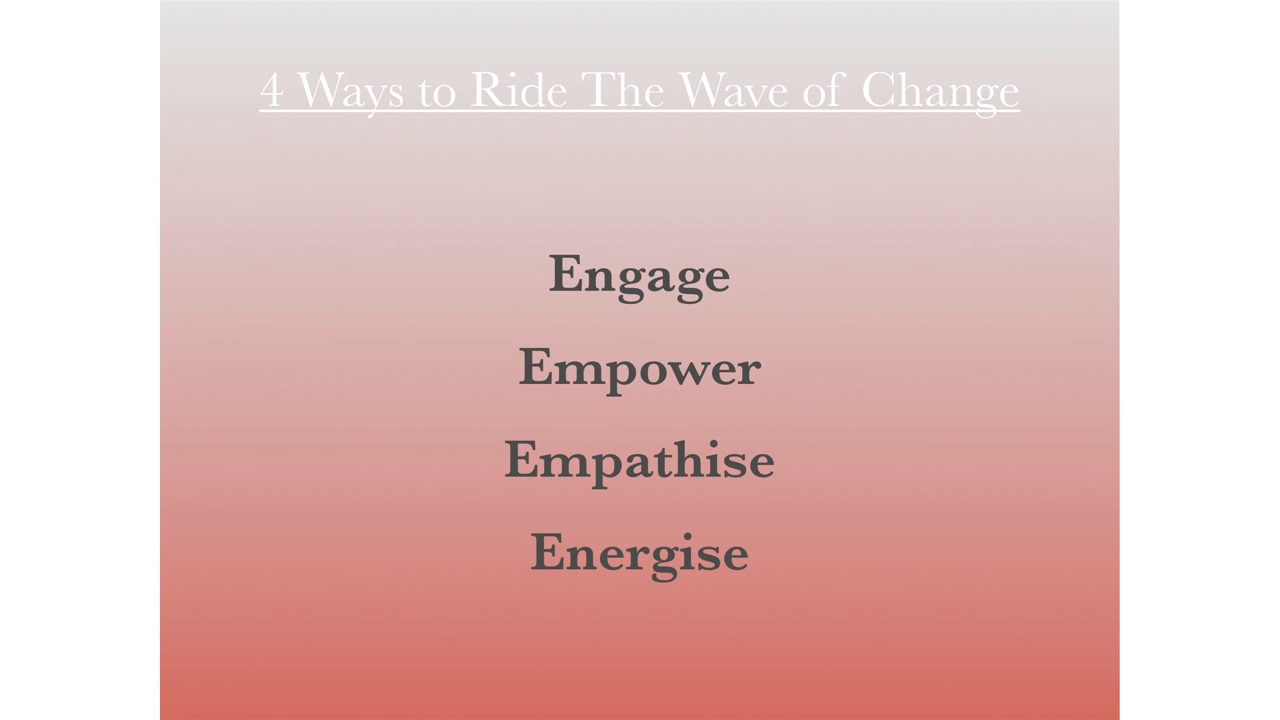 4 Ways to Ride The Wave of Change
Engage
Empower
Empathise
Energise